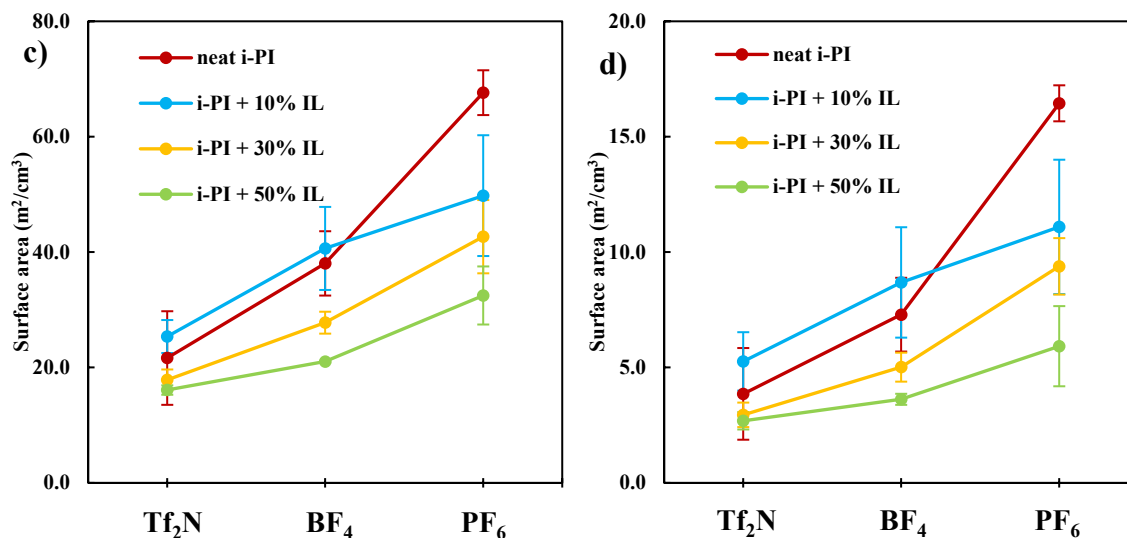 c)
80.0
60.0
40.0
20.0
0.0
Surface area (m²/cm³)
neat i-PI
i-PI + 10% IL
i-PI + 30% IL
i-PI + 50% IL
Tf₂N BF₄ PF₆
d)
20.0
15.0
10.0
5.0
0.0
Surface area (m²/cm³)
neat i-PI
i-PI + 10% IL
i-PI + 30% IL
i-PI + 50% IL
Tf₂N BF₄ PF₆